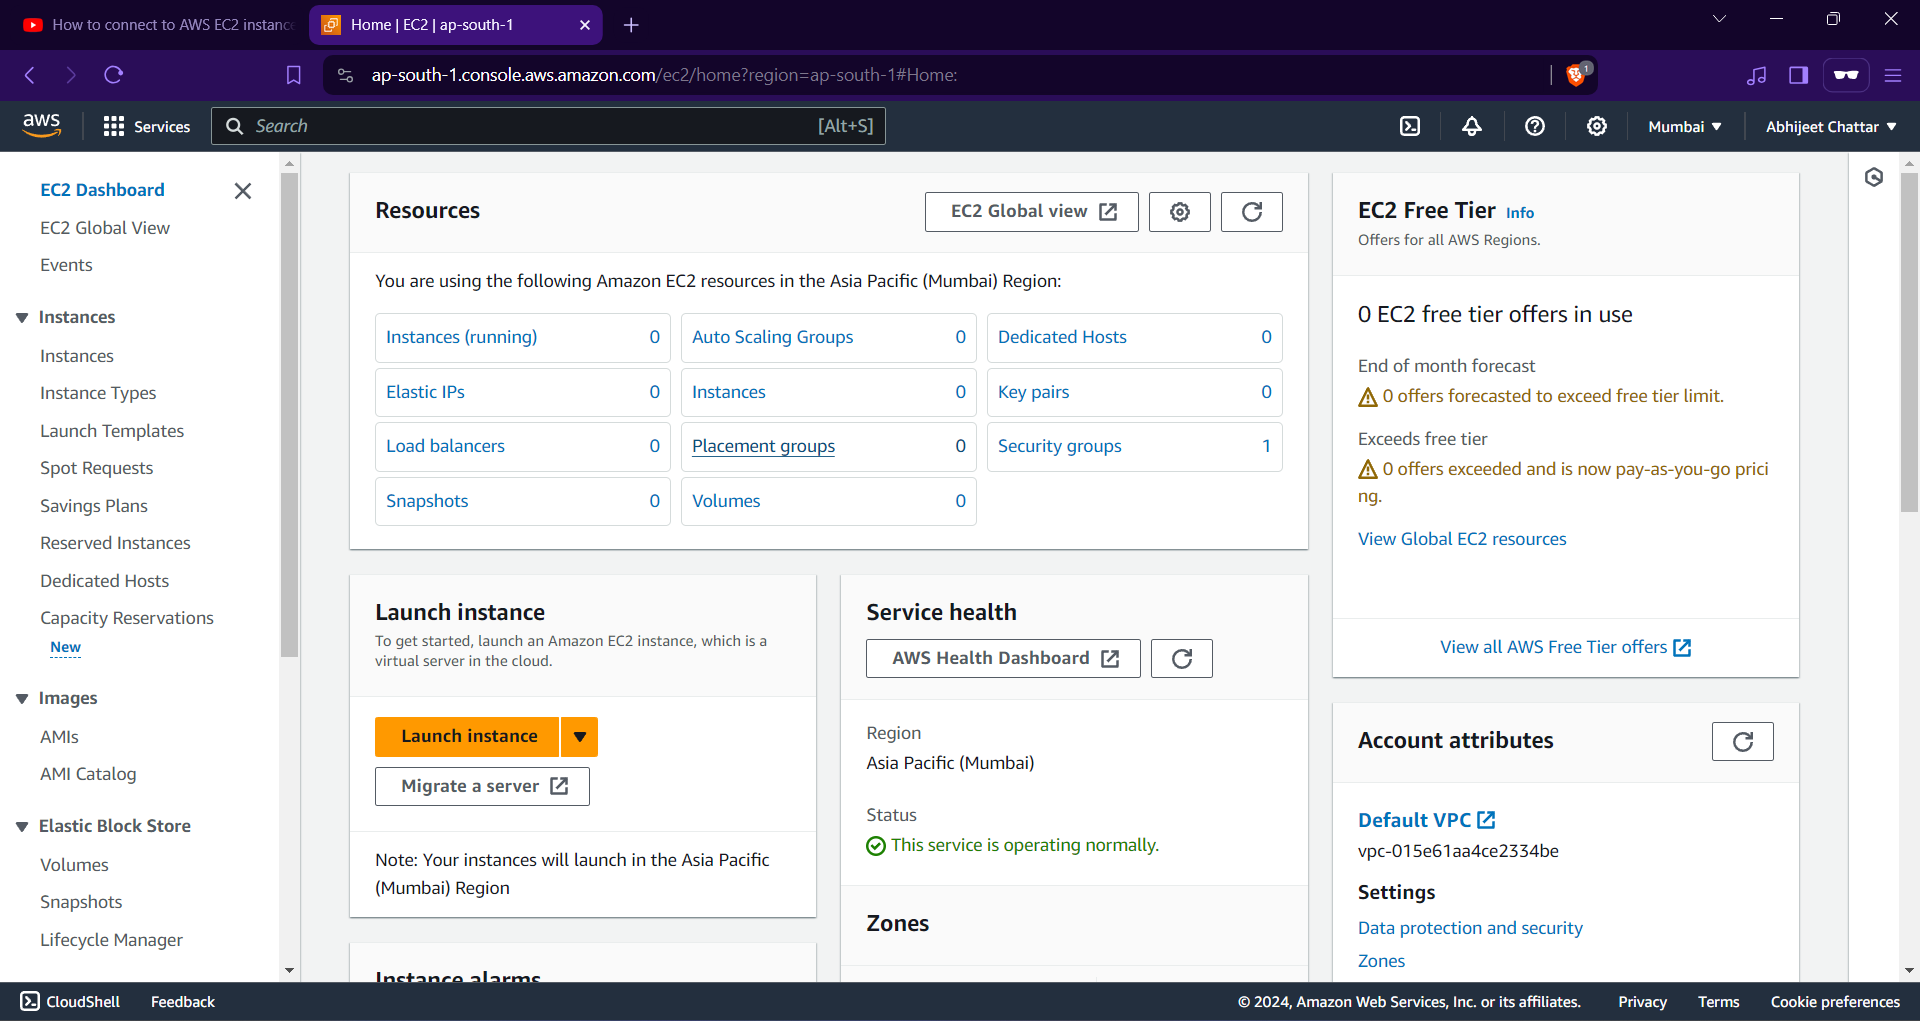 How to connect to AWS EC2 instance
Home | EC2 | ap-south-1
ap-south-1.console.aws.amazon.com/ec2/home?region=ap-south-1#Home:
1
aws
Services
Search
[Alt+S]
Mumbai
Abhijeet Chattar
EC2 Dashboard
EC2 Global View
Events
Instances
Instances
Instance Types
Launch Templates
Spot Requests
Savings Plans
Reserved Instances
Dedicated Hosts
Capacity Reservations
New
Images
AMIs
AMI Catalog
Elastic Block Store
Volumes
Snapshots
Lifecycle Manager
Resources
EC2 Global view
You are using the following Amazon EC2 resources in the Asia Pacific (Mumbai) Region:
Instances (running) 0
Auto Scaling Groups 0
Dedicated Hosts 0
Elastic IPs 0
Instances 0
Key pairs 0
Load balancers 0
Placement groups 0
Security groups 1
Snapshots 0
Volumes 0
Launch instance
To get started, launch an Amazon EC2 instance, which is a
virtual server in the cloud.
Launch instance
Migrate a server
Note: Your instances will launch in the Asia Pacific
(Mumbai) Region
Instance alarms
Service health
AWS Health Dashboard
Region
Asia Pacific (Mumbai)
Status
This service is operating normally.
Zones
EC2 Free Tier Info
Offers for all AWS Regions.
0 EC2 free tier offers in use
End of month forecast
0 offers forecasted to exceed free tier limit.
Exceeds free tier
0 offers exceeded and is now pay-as-you-go prici
ng.
View Global EC2 resources
View all AWS Free Tier offers
Account attributes
Default VPC
vpc-015e61aa4ce2334be
Settings
Data protection and security
Zones
CloudShell
Feedback
© 2024, Amazon Web Services, Inc. or its affiliates.
Privacy
Terms
Cookie preferences